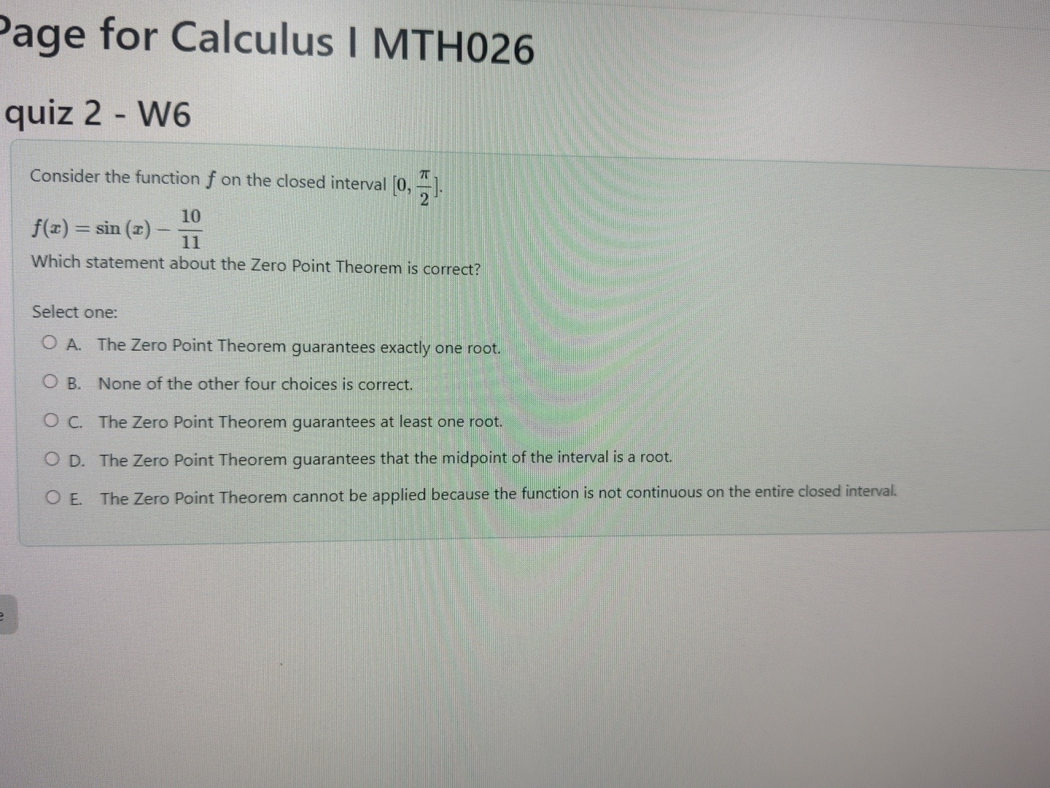 Page for Calculus I MTH026
quiz 2 - W6
Consider the function f on the closed interval [0, π/2].
f(x) = sin (x) − 10/11
Which statement about the Zero Point Theorem is correct?
Select one:
A. The Zero Point Theorem guarantees exactly one root.
B. None of the other four choices is correct.
C. The Zero Point Theorem guarantees at least one root.
D. The Zero Point Theorem guarantees that the midpoint of the interval is a root.
E. The Zero Point Theorem cannot be applied because the function is not continuous on the entire closed interval.
e